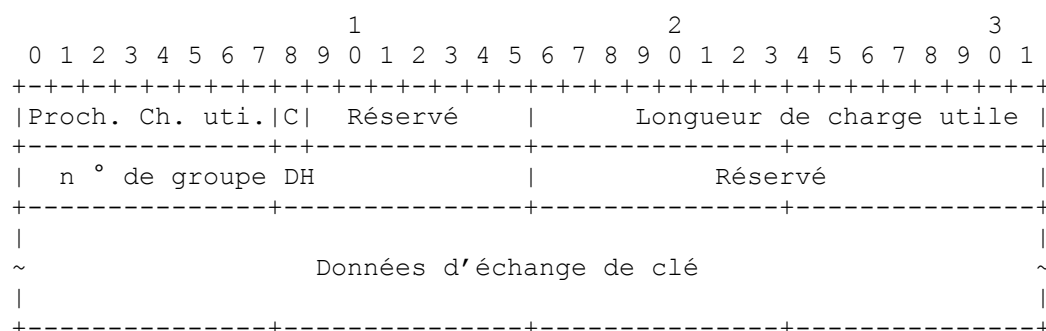 1 2 3
0 1 2 3 4 5 6 7 8 9 0 1 2 3 4 5 6 7 8 9 0 1 2 3 4 5 6 7 8 9 0 1
+-+-+-+-+-+-+-+-+-+-+-+-+-+-+-+-+-+-+-+-+-+-+-+-+-+-+-+-+-+-+-+-+
|Proch. Ch. uti.|C| Réservé | Longueur de charge utile |
+---------------+-+-------------+---------------+---------------+
| n ° de groupe DH | Réservé |
+---------------+---------------+---------------+---------------+
| |
~ Données d’échange de clé ~
| |
+---------------+---------------+---------------+---------------+